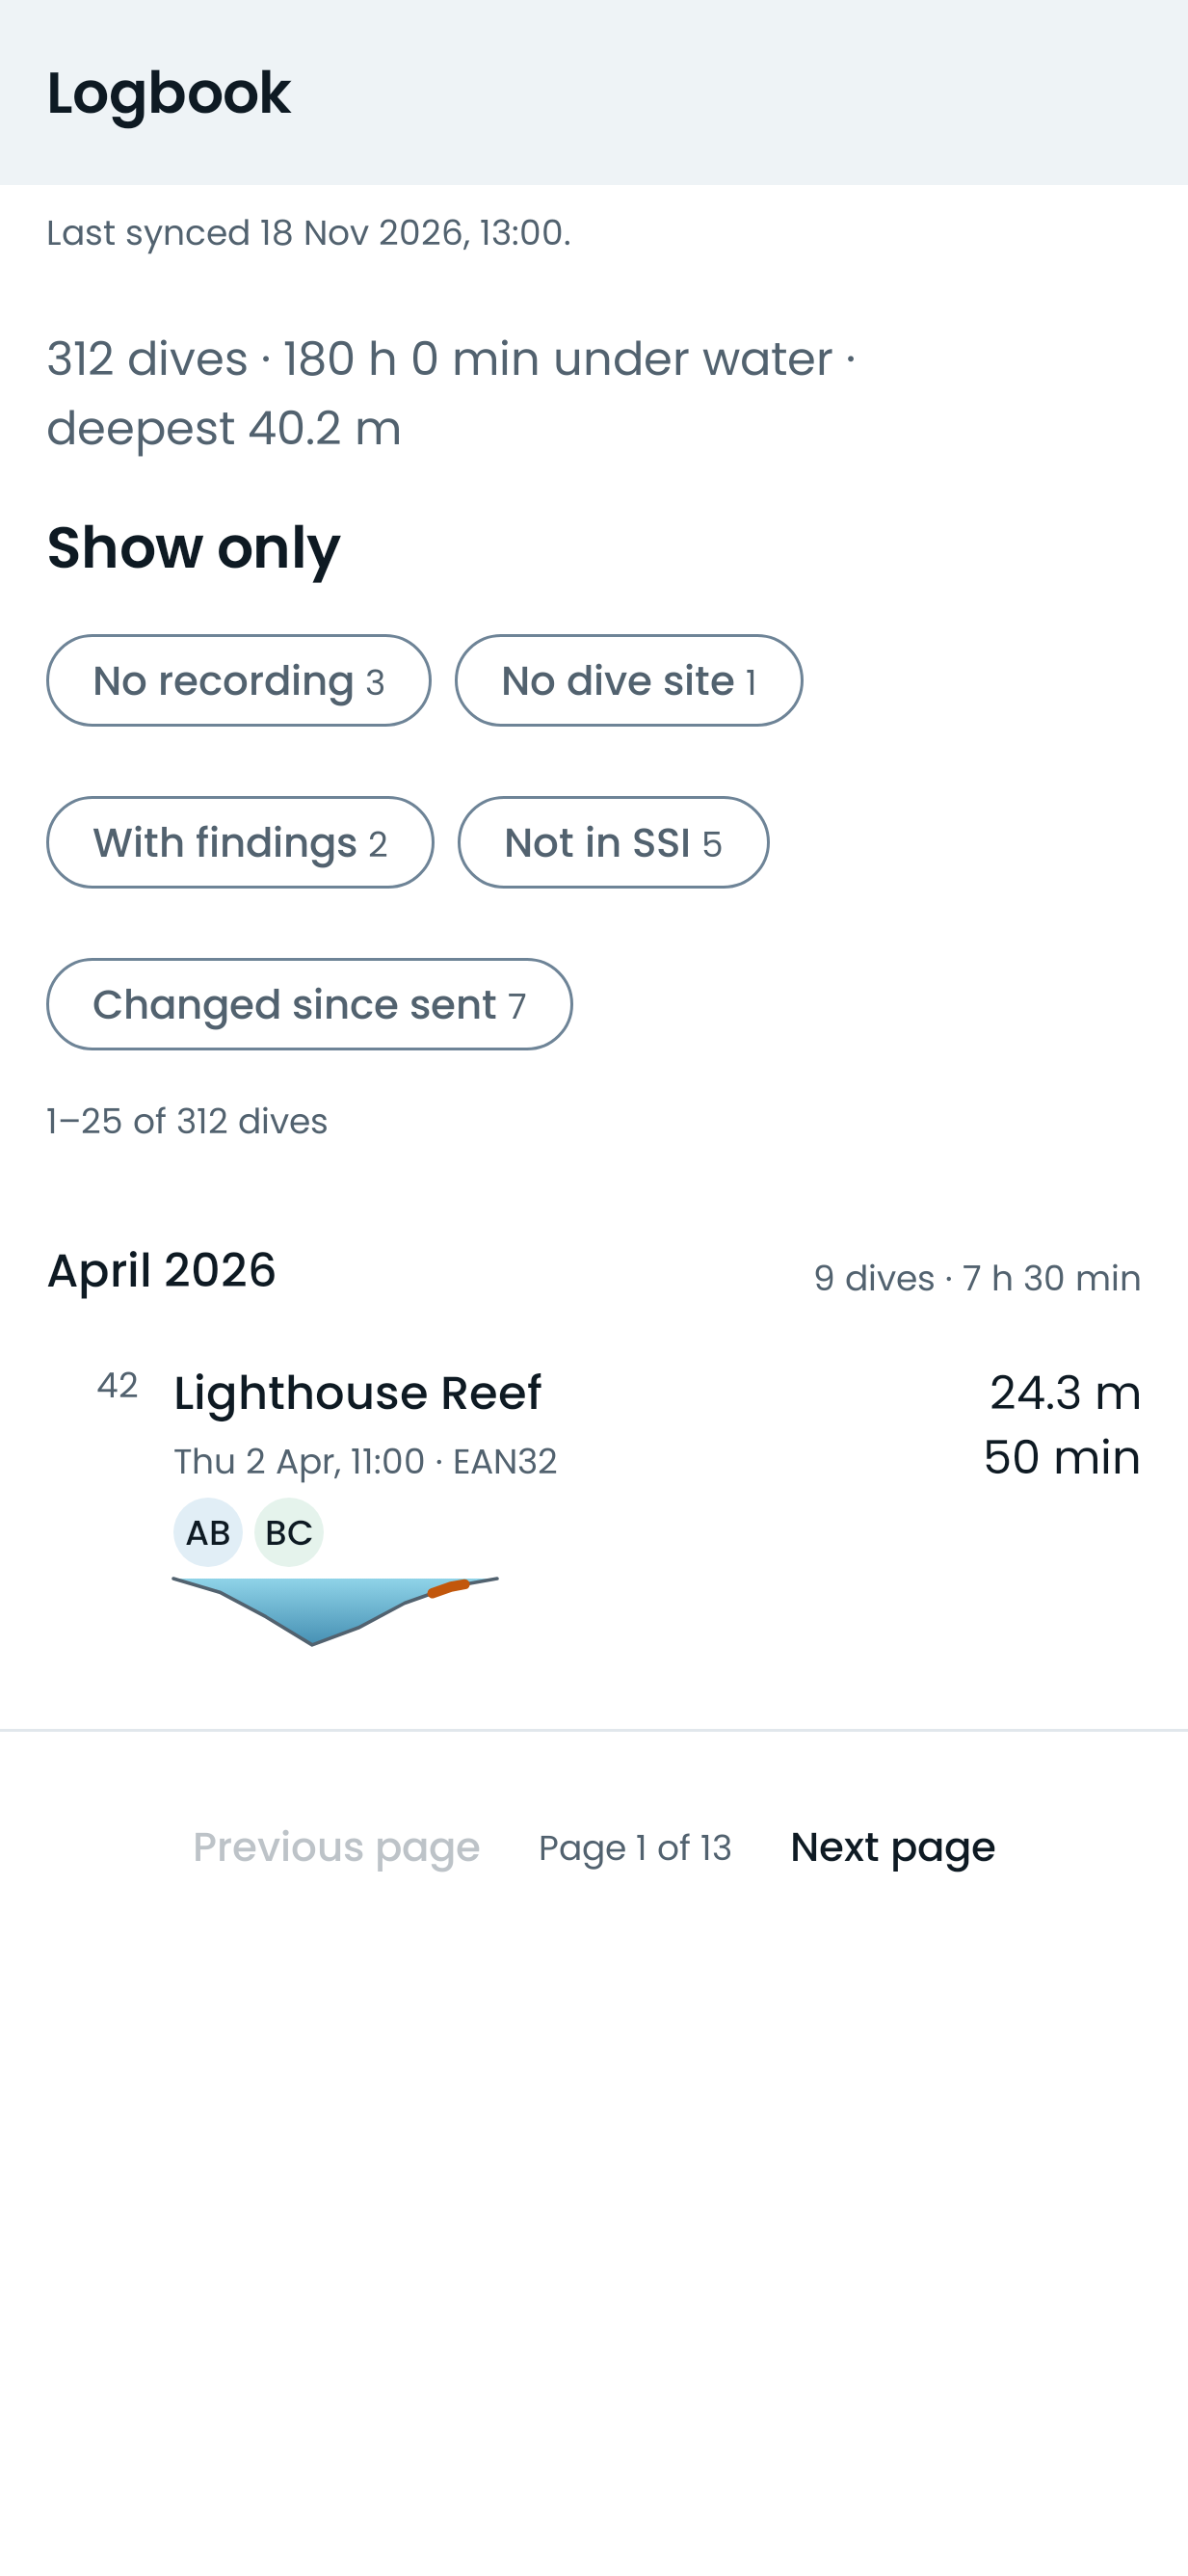 Logbook
Last synced 18 Nov 2026, 13:00.
312 dives · 180 h 0 min under water ·
deepest 40.2 m
Show only
No recording 3
No dive site 1
With findings 2
Not in SSI 5
Changed since sent 7
1–25 of 312 dives
April 2026
9 dives · 7 h 30 min
42
Lighthouse Reef
24.3 m
Thu 2 Apr, 11:00 · EAN32
50 min
AB
BC
Previous page
Page 1 of 13
Next page